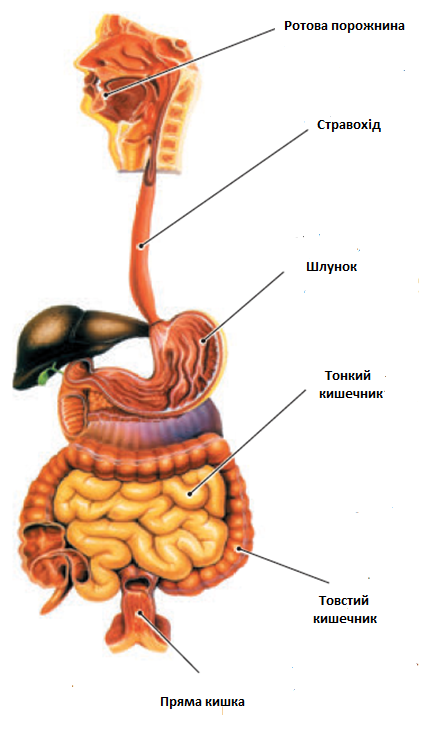 Ротова порожнина
Стравохід
Шлунок
Тонкий
кишечник
Товстий
кишечник
Пряма кишка